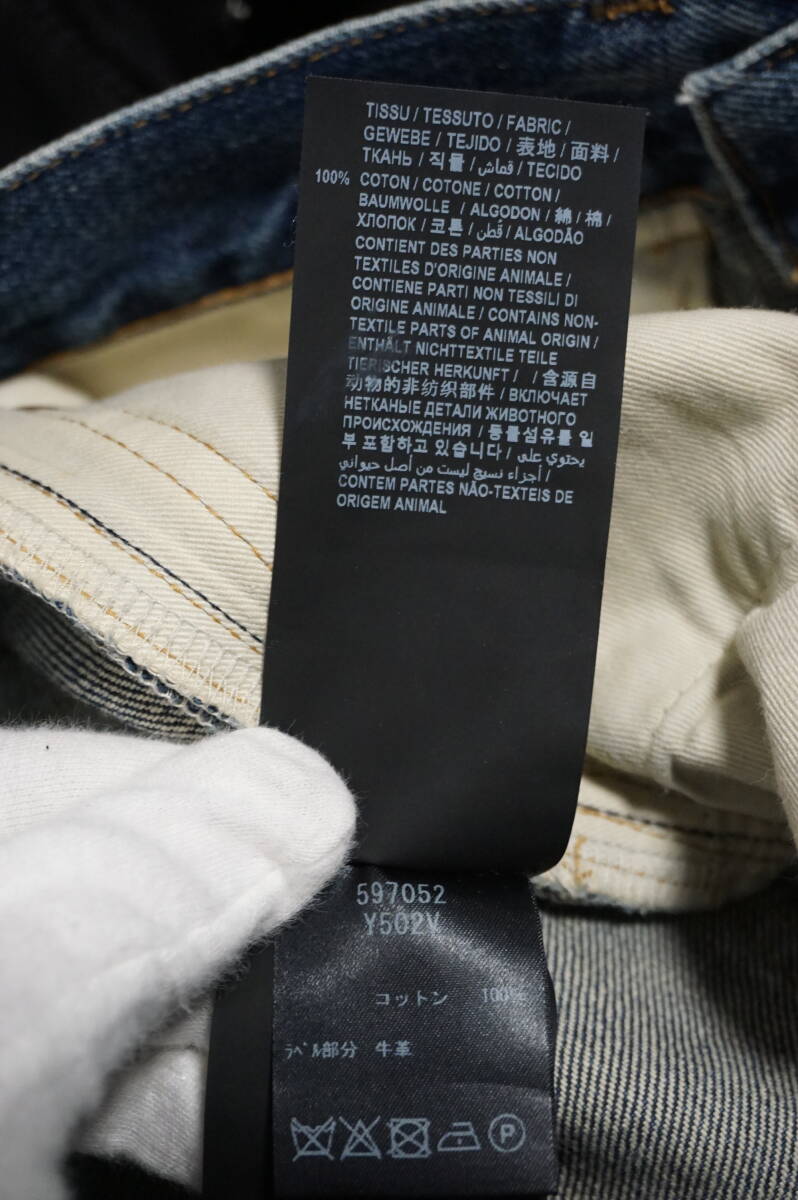 TISSU / TESSUTO / FABRIC /
GEWEBE / TEJIDO / 表地 / 面料 /
ТКАНЬ / 직물 / قماش / TECIDO
100% COTON / COTONE / COTTON /
BAUMWOLLE / ALGODON / 綿 / 棉 /
ХЛОПОК / 코튼 / قُطن / ALGODÃO
CONTIENT DES PARTIES NON
TEXTILES D'ORIGINE ANIMALE /
CONTIENE PARTI NON TESSILI DI
ORIGINE ANIMALE / CONTAINS NON-
TEXTILE PARTS OF ANIMAL ORIGIN /
ENTHÄLT NICHTTEXTILE TEILE
TIERISCHER HERKUNFT / / 含源自
动物的非纺织部件 / ВКЛЮЧАЕТ
НЕТКАНЫЕ ДЕТАЛИ ЖИВОТНОГО
ПРОИСХОЖДЕНИЯ / 동물섬유를 일
부 포함하고 있습니다 / يحتوي على
أجزاء نسيج ليست من أصل حيواني /
CONTEM PARTES NÃO-TEXTEIS DE
ORIGEM ANIMAL
597052
Y502V
コットン 100%
ラベル部分 牛革
P